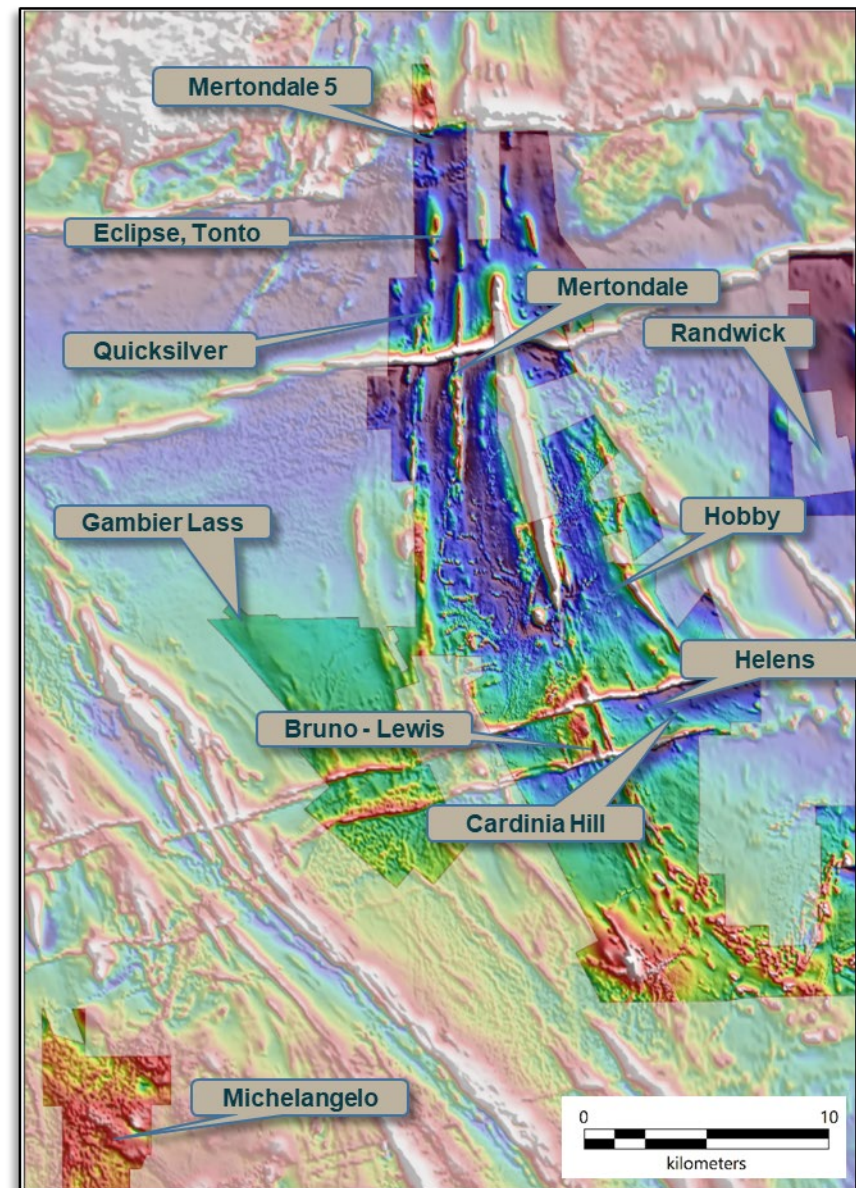 Mertondale 5
Eclipse, Tonto
Mertondale
Quicksilver
Randwick
Gambier Lass
Hobby
Helens
Bruno - Lewis
Cardinia Hill
Michelangelo
0 10
kilometers